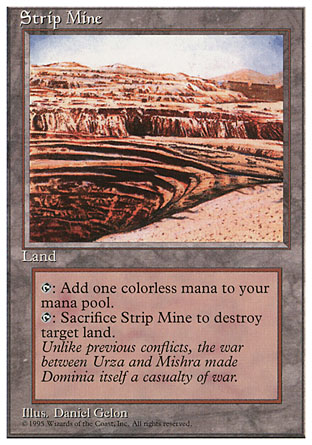 Strip Mine
Land
: Add one colorless mana to your
mana pool.
: Sacrifice Strip Mine to destroy
target land.
Unlike previous conflicts, the war
between Urza and Mishra made
Dominia itself a casualty of war.
Illus. Daniel Gelon
© 1995 Wizards of the Coast, Inc. All rights reserved.